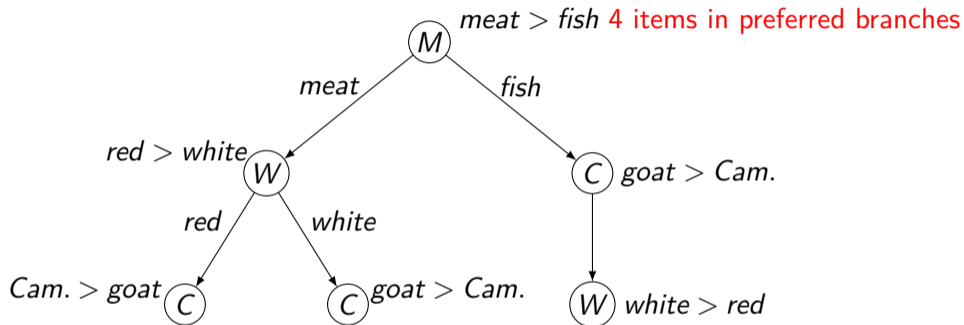 meat > fish 4 items in preferred branches
M
meat fish
red > white W C goat > Cam.
red white
Cam. > goat C C goat > Cam. W white > red